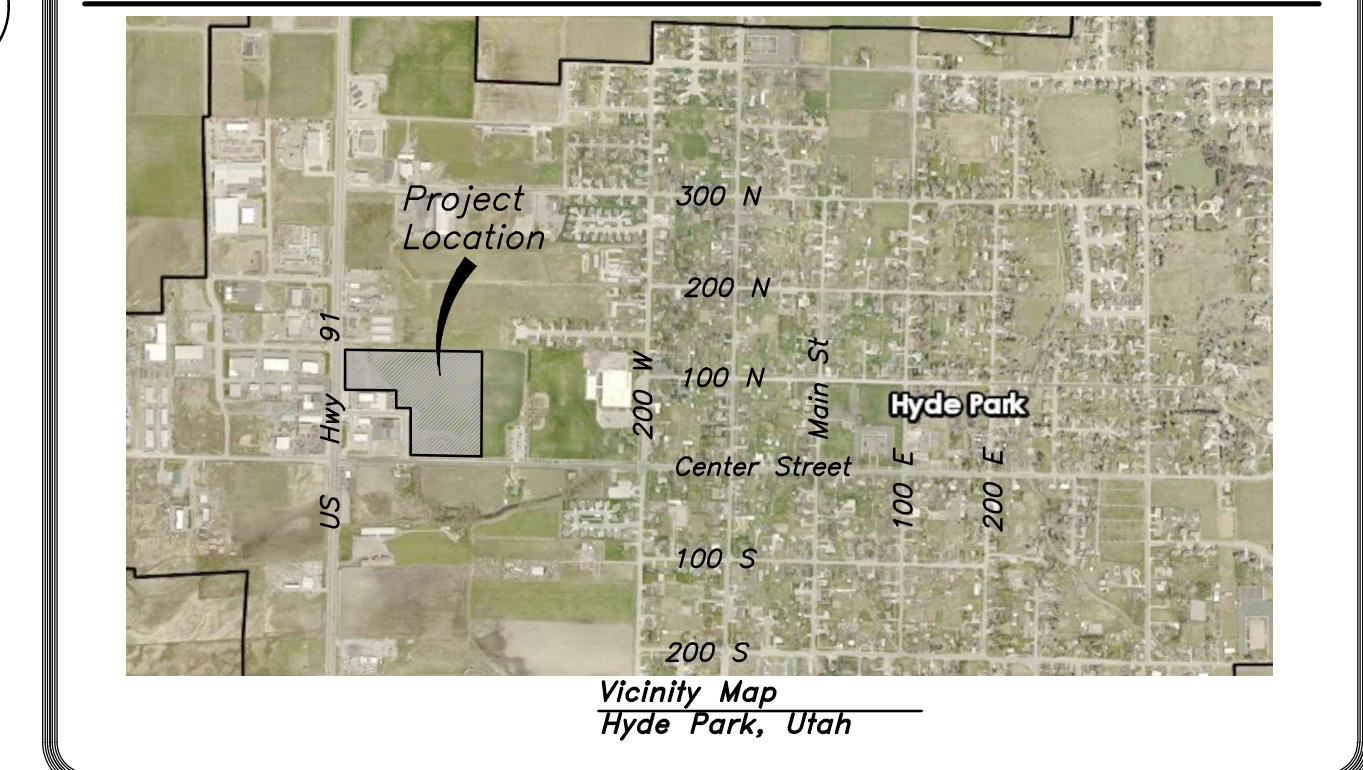 Project
Location
300 N
200 N
US Hwy 91
200 W
100 N
Main St
Hyde Park
Center Street
100 E
200 E
100 S
200 S
Vicinity Map
Hyde Park, Utah